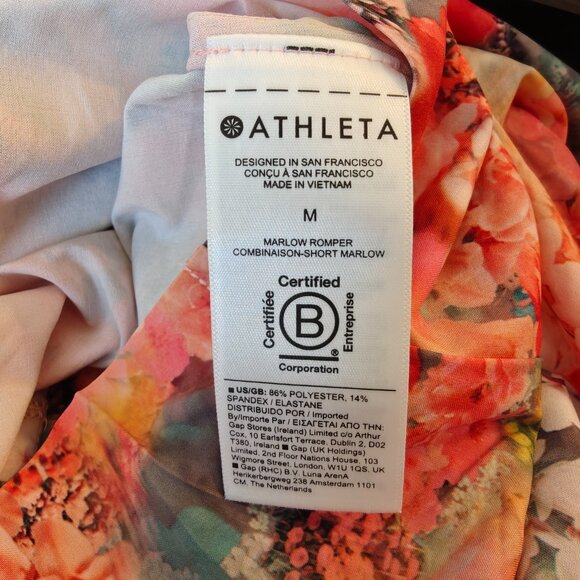 ATHLETA
DESIGNED IN SAN FRANCISCO
CONÇU À SAN FRANCISCO
MADE IN VIETNAM
M
MARLOW ROMPER
COMBINAISON-SHORT MARLOW
Certified
Certifiée
B
Entreprise
®
Corporation
US/GB: 86% POLYESTER, 14%
SPANDEX / ELASTANE
DISTRIBUIDO POR / Imported
By/Importe Par / ΕΙΣΑΓΕΤΑΙ ΑΠΟ ΤΗΝ:
Gap Stores (Ireland) Limited c/o Arthur
Cox, 10 Earlsfort Terrace, Dublin 2, D02
T380, Ireland ■ Gap (UK Holdings)
Limited, 2nd Floor Nations House, 103
Wigmore Street, London, W1U 1QS, UK
■ Gap (RHC) B.V. Luna ArenA
Herikerbergweg 238 Amsterdam 1101
CM, The Netherlands